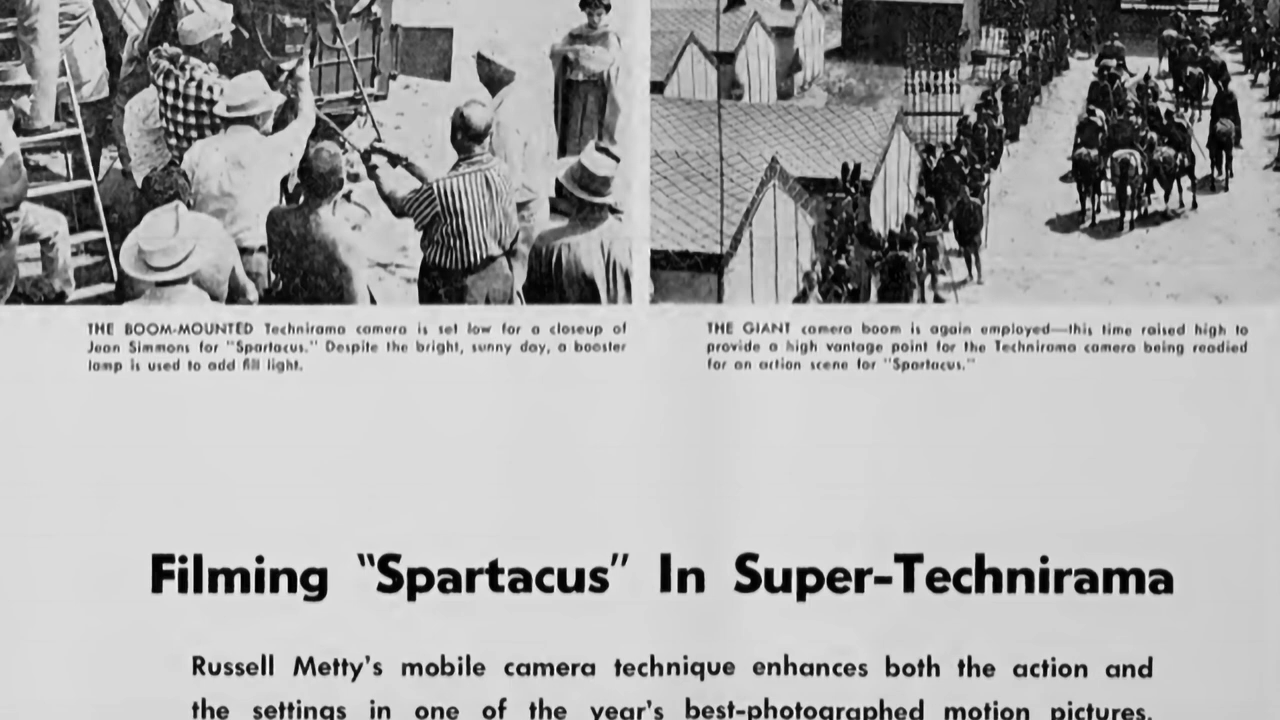 THE BOOM-MOUNTED Technirama camera is set low for a closeup of
Jean Simmons for "Spartacus." Despite the bright, sunny day, a booster
lamp is used to add fill light.
THE GIANT camera boom is again employed—this time raised high to
provide a high vantage point for the Technirama camera being readied
for an action scene for "Spartacus."
Filming "Spartacus" In Super-Technirama
Russell Metty's mobile camera technique enhances both the action and
the settings in one of the year's best-photographed motion pictures.